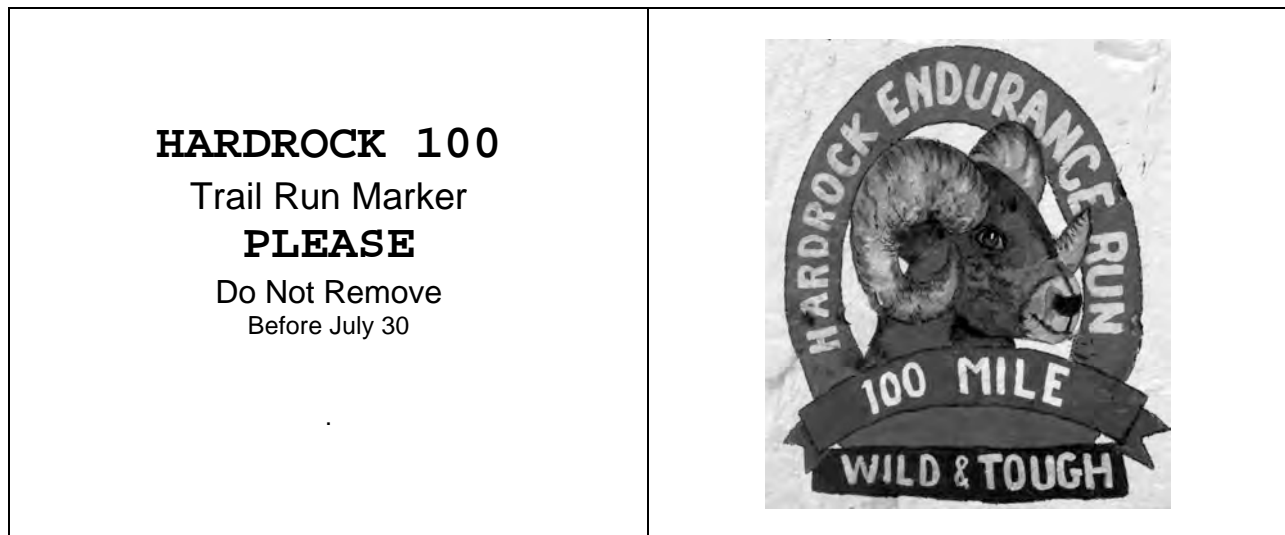 HARDROCK 100
Trail Run Marker
PLEASE
Do Not Remove
Before July 30
.
HARDROCK ENDURANCE RUN
100 MILE
WILD & TOUGH